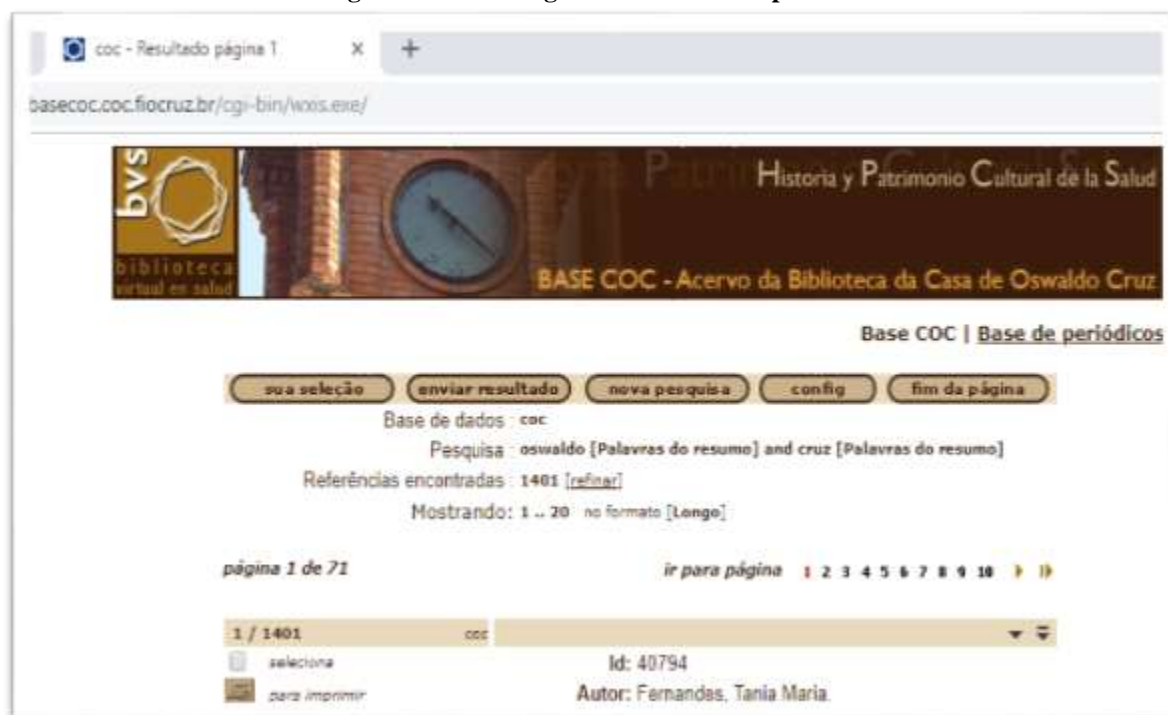 coc - Resultado página 1 × +
basecoc.coc.fiocruz.br/cgi-bin/wxis.exe/
bvs
biblioteca
virtual en salud
Historia y Patrimonio Cultural de la Salud
BASE COC - Acervo da Biblioteca da Casa de Oswaldo Cruz
Base COC | Base de periódicos
sua seleção enviar resultado nova pesquisa config fim da página
Base de dados : coc
Pesquisa : oswaldo [Palavras do resumo] and cruz [Palavras do resumo]
Referências encontradas : 1401 [refinar]
Mostrando: 1 .. 20 no formato [Longo]
página 1 de 71 ir para página 1 2 3 4 5 6 7 8 9 10
1 / 1401 coc
seleciona Id: 40794
para imprimir Autor: Fernandes, Tania Maria.